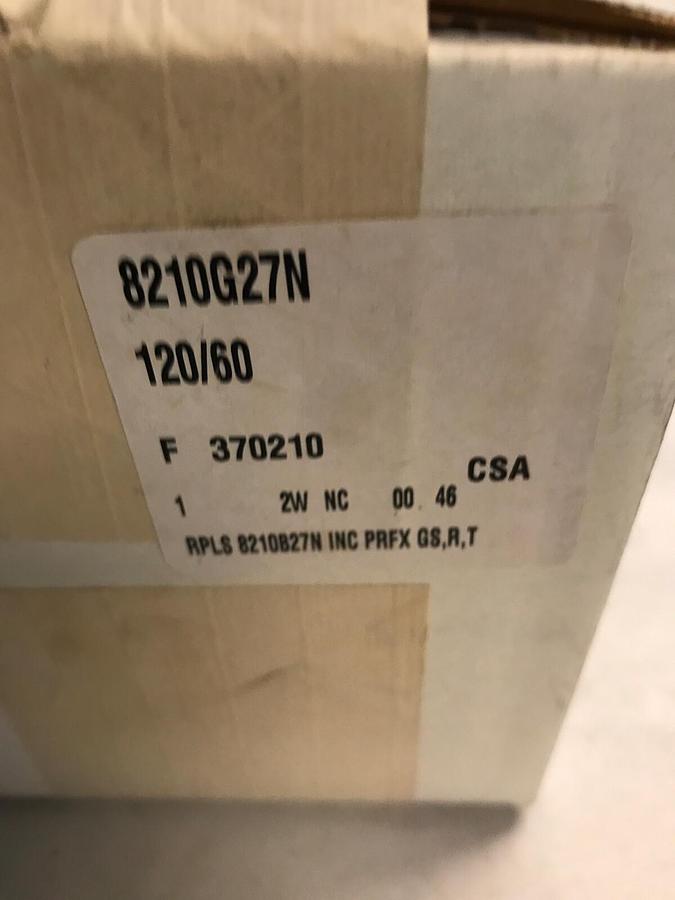 8210G27N
120/60
F 370210
CSA
1 2W NC 00 46
RPLS 8210B27N INC PRFX GS,R,T